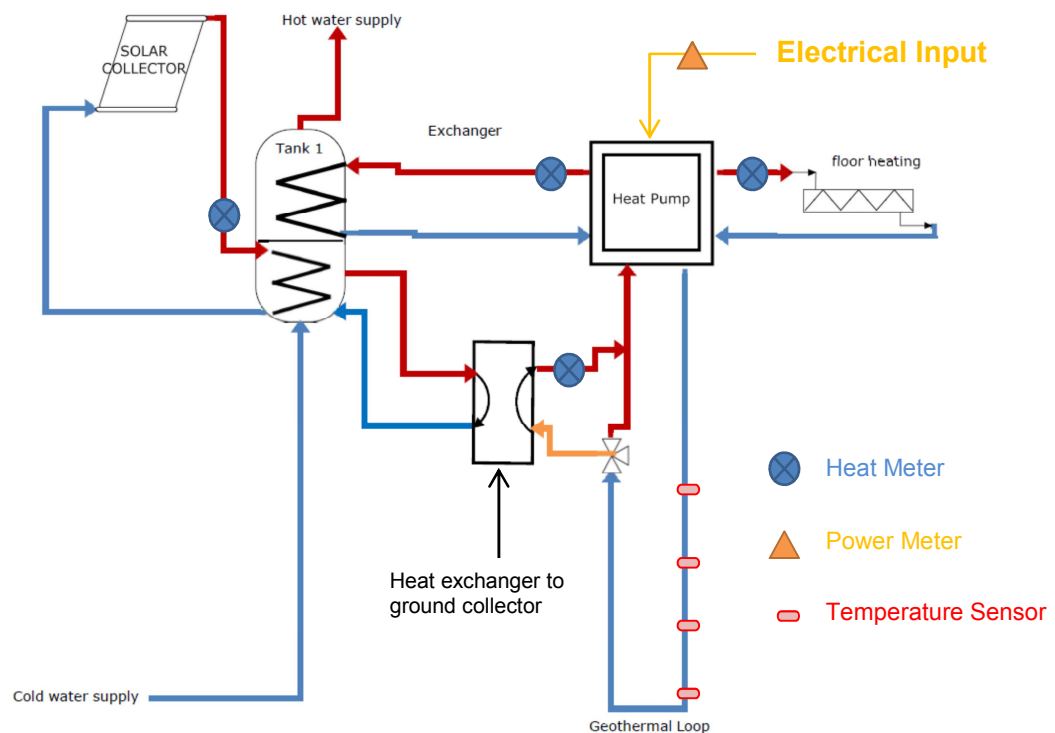 Hot water supply
SOLAR
COLLECTOR
Electrical Input
Exchanger
Tank 1
floor heating
Heat Pump
Heat Meter
Power Meter
Heat exchanger to
ground collector
Temperature Sensor
Cold water supply
Geothermal Loop